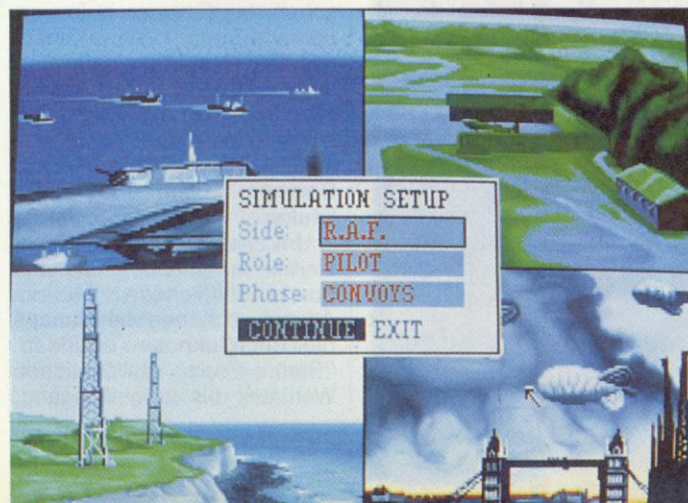 SIMULATION SETUP
Side: R.A.F.
Role: PILOT
Phase: CONVOYS
CONTINUE EXIT